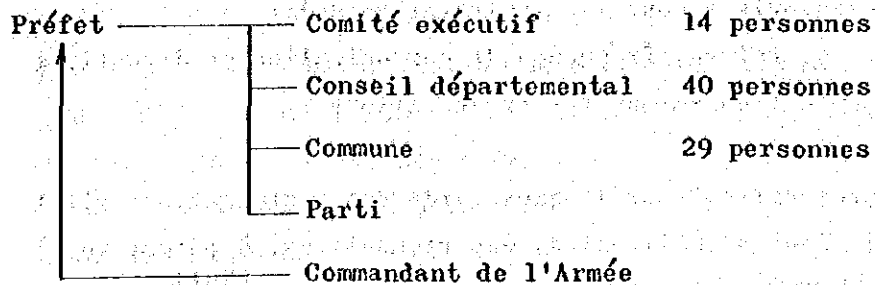 Préfet Comité exécutif 14 personnes
Conseil départemental 40 personnes
Commune 29 personnes
Parti
Commandant de l'Armée